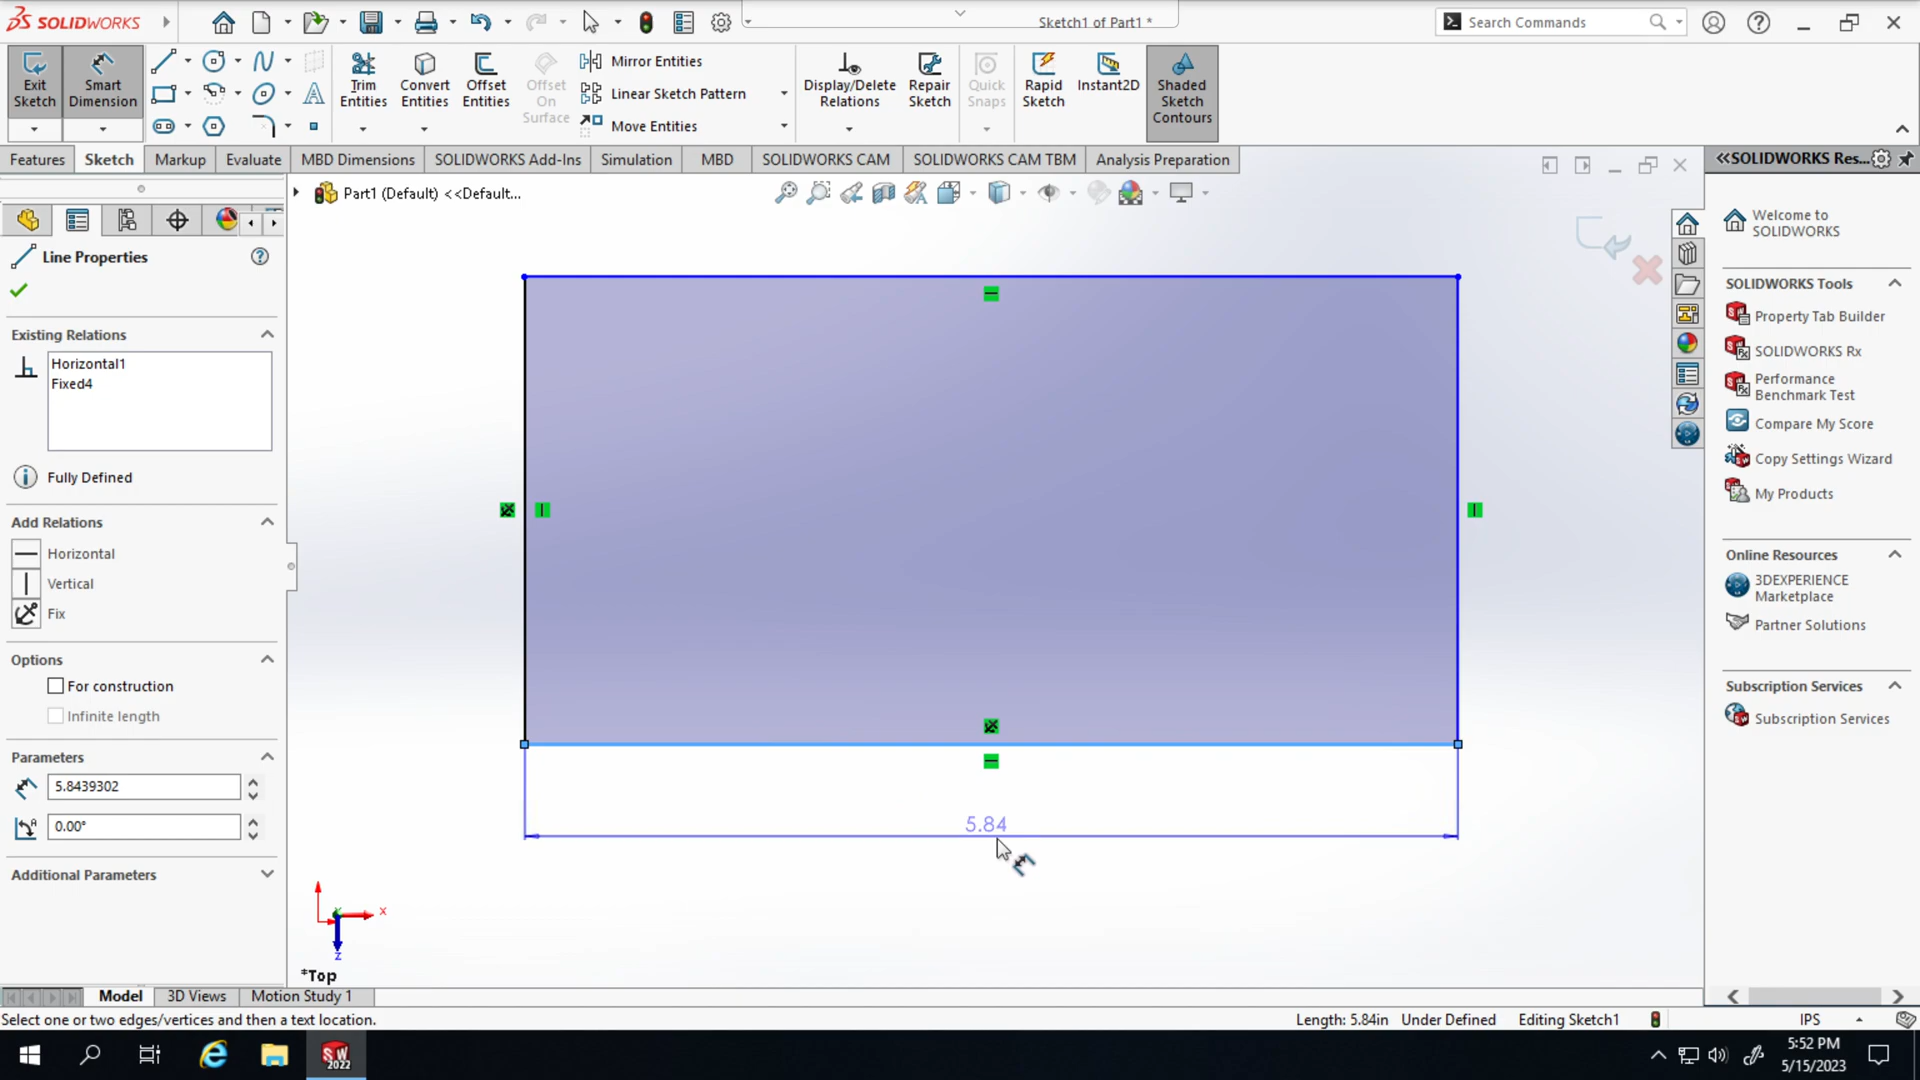 SOLIDWORKS
Sketch1 of Part1 *
Search Commands
Exit Sketch
Smart Dimension
Trim Entities
Convert Entities
Offset Entities
Offset On Surface
Mirror Entities
Linear Sketch Pattern
Move Entities
Display/Delete Relations
Repair Sketch
Quick Snaps
Rapid Sketch
Instant2D
Shaded Sketch Contours
Features
Sketch
Markup
Evaluate
MBD Dimensions
SOLIDWORKS Add-Ins
Simulation
MBD
SOLIDWORKS CAM
SOLIDWORKS CAM TBM
Analysis Preparation
SOLIDWORKS Res...
Part1 (Default) <<Default...
Line Properties
Existing Relations
Horizontal1
Fixed4
Fully Defined
Add Relations
Horizontal
Vertical
Fix
Options
For construction
Infinite length
Parameters
5.8439302
0.00°
Additional Parameters
5.84
x
z
*Top
Welcome to
SOLIDWORKS
SOLIDWORKS Tools
Property Tab Builder
SOLIDWORKS Rx
Performance
Benchmark Test
Compare My Score
Copy Settings Wizard
My Products
Online Resources
3DEXPERIENCE
Marketplace
Partner Solutions
Subscription Services
Subscription Services
Model
3D Views
Motion Study 1
Select one or two edges/vertices and then a text location.
Length: 5.84in
Under Defined
Editing Sketch1
IPS
SW
2022
5:52 PM
5/15/2023